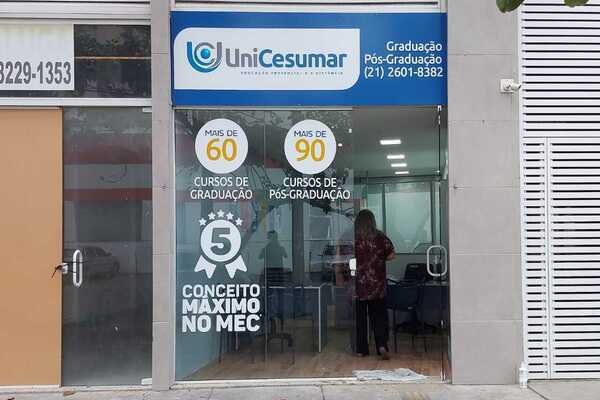 3229-1353
UniCesumar
EDUCAÇÃO PRESENCIAL E A DISTÂNCIA
Graduação
Pós-Graduação
(21) 2601-8382
MAIS DE
60
CURSOS DE
GRADUAÇÃO
MAIS DE
90
CURSOS DE
PÓS-GRADUAÇÃO
5
CONCEITO
MÁXIMO
NO MEC